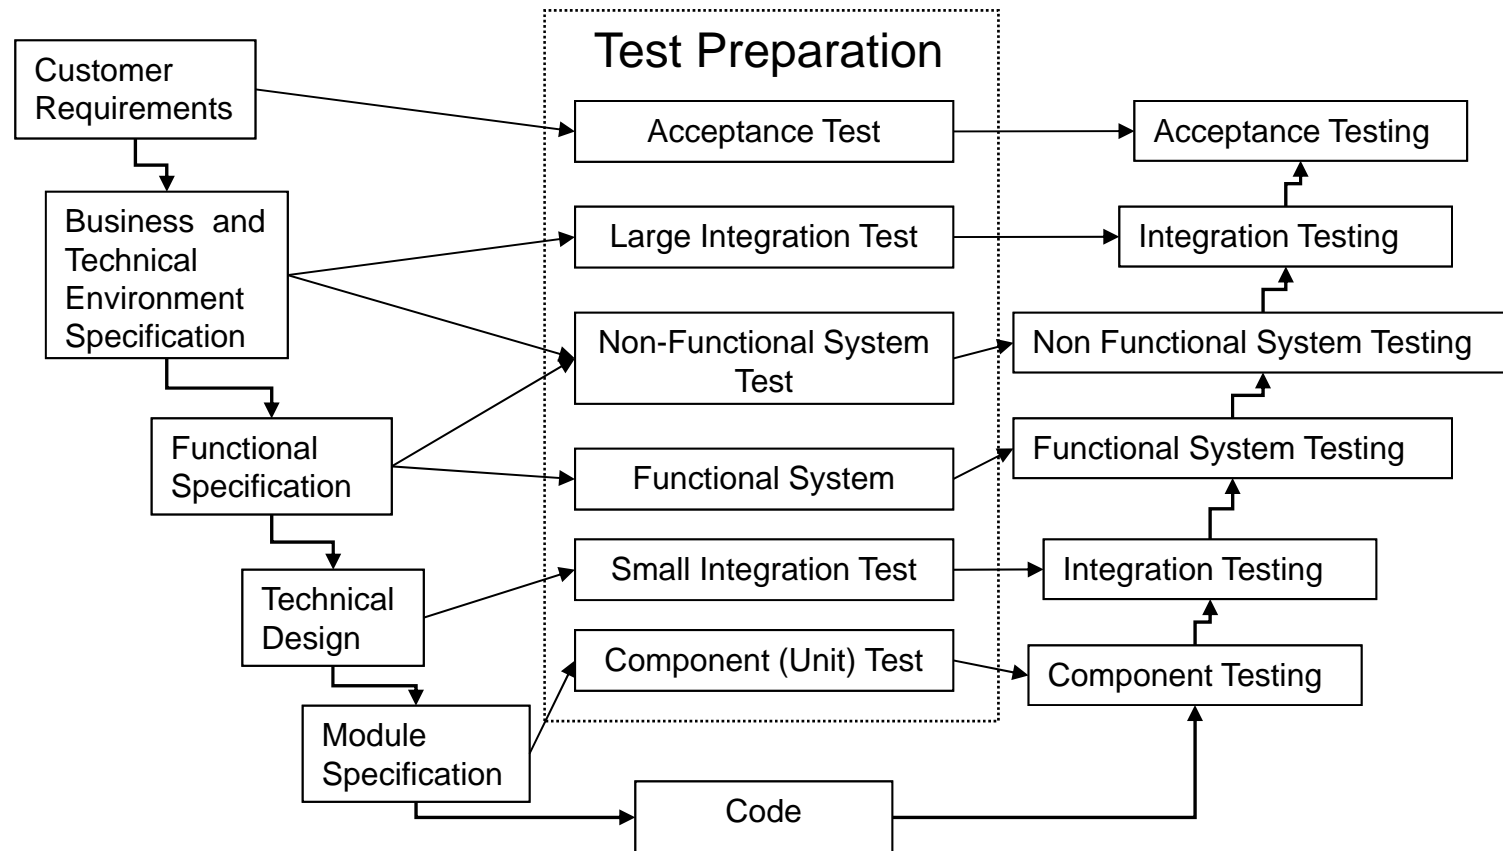 Test Preparation
Customer
Requirements
Acceptance Test
Acceptance Testing
Business and
Technical
Environment
Specification
Large Integration Test
Integration Testing
Non-Functional System
Test
Non Functional System Testing
Functional
Specification
Functional System
Functional System Testing
Technical
Design
Small Integration Test
Integration Testing
Component (Unit) Test
Component Testing
Module
Specification
Code